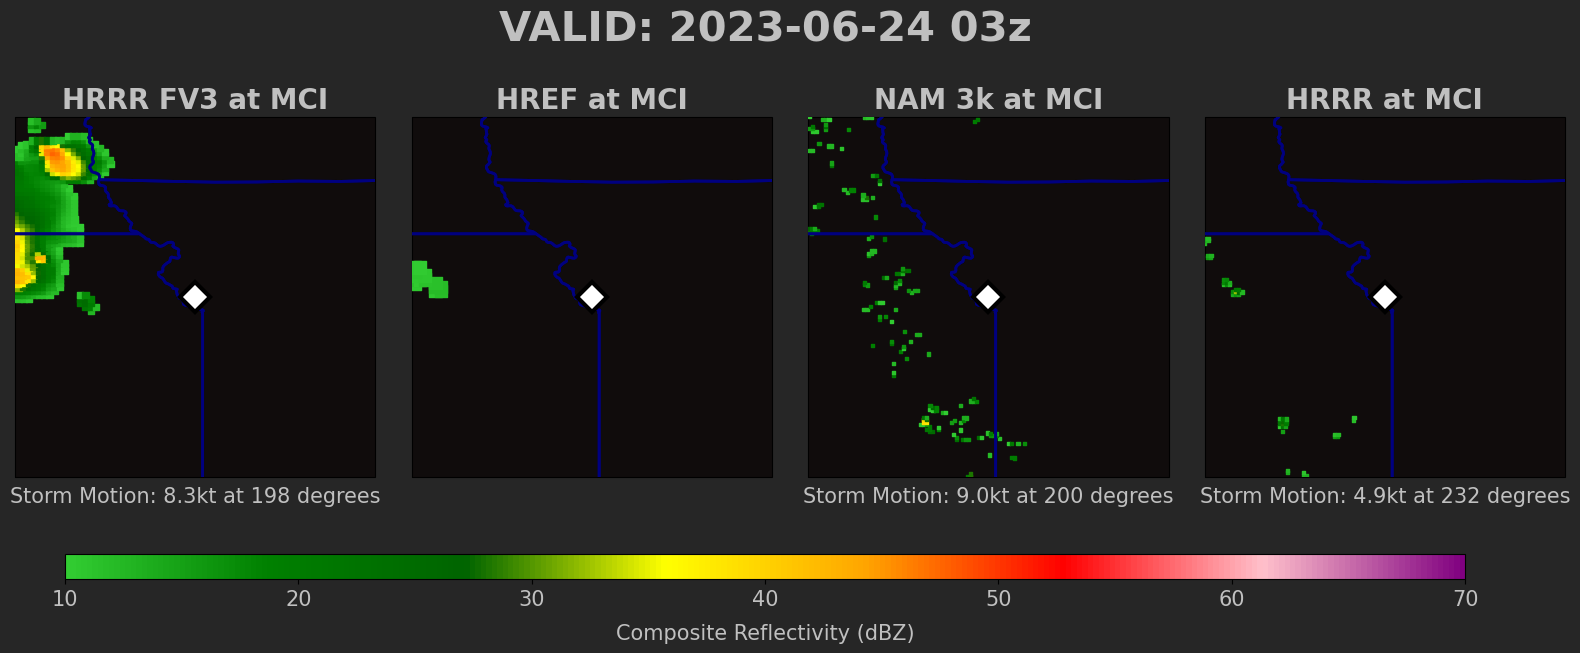 VALID: 2023-06-24 03z
HRRR FV3 at MCI
HREF at MCI
NAM 3k at MCI
HRRR at MCI
Storm Motion: 8.3kt at 198 degrees
Storm Motion: 9.0kt at 200 degrees
Storm Motion: 4.9kt at 232 degrees
10 20 30 40 50 60 70
Composite Reflectivity (dBZ)